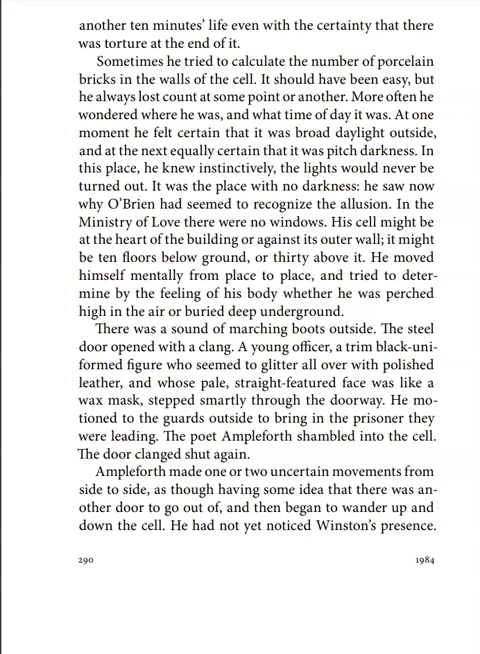 another ten minutes’ life even with the certainty that there
was torture at the end of it.
Sometimes he tried to calculate the number of porcelain
bricks in the walls of the cell. It should have been easy, but
he always lost count at some point or another. More often he
wondered where he was, and what time of day it was. At one
moment he felt certain that it was broad daylight outside,
and at the next equally certain that it was pitch darkness. In
this place, he knew instinctively, the lights would never be
turned out. It was the place with no darkness: he saw now
why O’Brien had seemed to recognize the allusion. In the
Ministry of Love there were no windows. His cell might be
at the heart of the building or against its outer wall; it might
be ten floors below ground, or thirty above it. He moved
himself mentally from place to place, and tried to deter-
mine by the feeling of his body whether he was perched
high in the air or buried deep underground.
There was a sound of marching boots outside. The steel
door opened with a clang. A young officer, a trim black-uni-
formed figure who seemed to glitter all over with polished
leather, and whose pale, straight-featured face was like a
wax mask, stepped smartly through the doorway. He mo-
tioned to the guards outside to bring in the prisoner they
were leading. The poet Ampleforth shambled into the cell.
The door clanged shut again.
Ampleforth made one or two uncertain movements from
side to side, as though having some idea that there was an-
other door to go out of, and then began to wander up and
down the cell. He had not yet noticed Winston’s presence.
290 1984